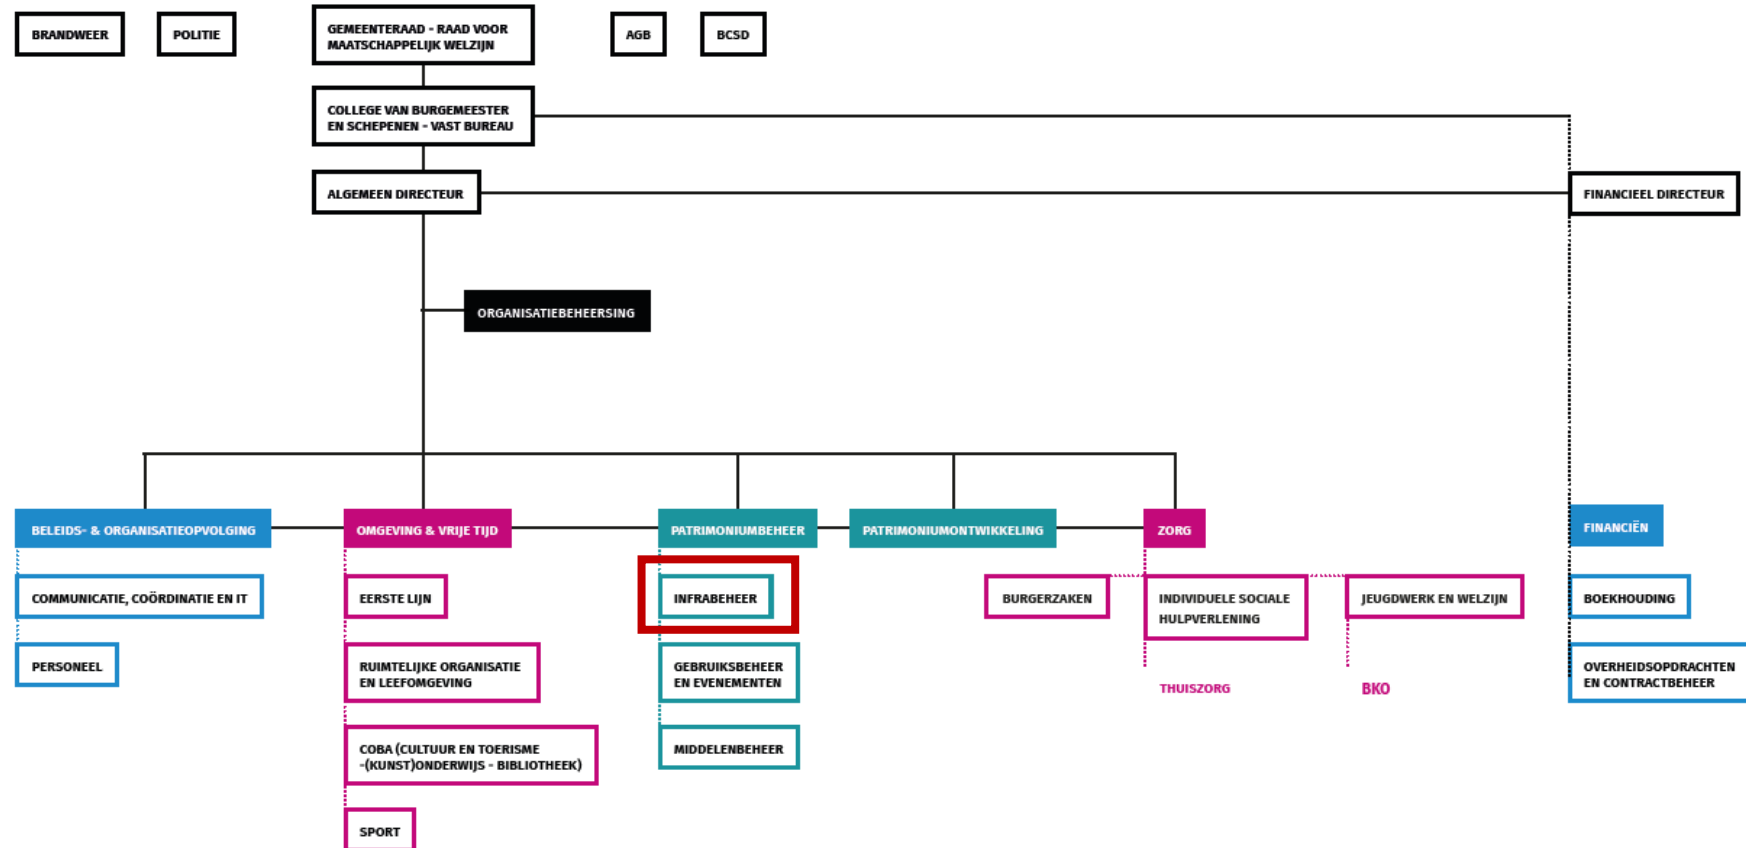 BRANDWEER
POLITIE
GEMEENTERAAD - RAAD VOOR
MAATSCHAPPELIJK WELZIJN
AGB
BCSD
COLLEGE VAN BURGEMEESTER
EN SCHEPENEN - VAST BUREAU
ALGEMEEN DIRECTEUR
FINANCIEEL DIRECTEUR
ORGANISATIEBEHEERSING
BELEIDS- & ORGANISATIEOPVOLGING
OMGEVING & VRIJE TIJD
PATRIMONIUMBEHEER
PATRIMONIUMONTWIKKELING
ZORG
FINANCIËN
COMMUNICATIE, COÖRDINATIE EN IT
EERSTE LIJN
INFRABEHEER
BURGERZAKEN
INDIVIDUELE SOCIALE
HULPVERLENING
JEUGDWERK EN WELZIJN
BOEKHOUDING
PERSONEEL
RUIMTELIJKE ORGANISATIE
EN LEEFOMGEVING
GEBRUIKSBEHEER
EN EVENEMENTEN
THUISZORG
BKO
OVERHEIDSOPDRACHTEN
EN CONTRACTBEHEER
COBA (CULTUUR EN TOERISME
-(KUNST)ONDERWIJS - BIBLIOTHEEK)
MIDDELENBEHEER
SPORT